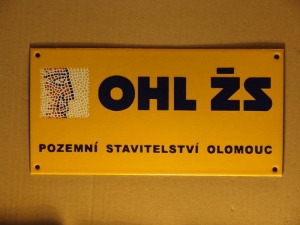 OHL ŽS
POZEMNÍ STAVITELSTVÍ OLOMOUC